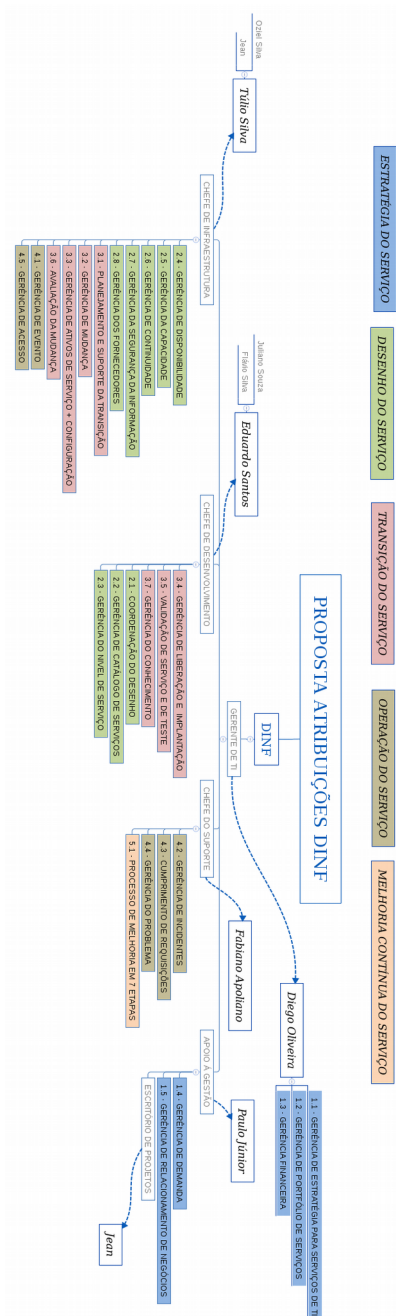 ESTRATÉGIA DO SERVIÇO
DESENHO DO SERVIÇO
TRANSIÇÃO DO SERVIÇO
OPERAÇÃO DO SERVIÇO
MELHORIA CONTÍNUA DO SERVIÇO
PROPOSTA ATRIBUIÇÕES DINF
DINF
GERENTE DE TI
Diego Oliveira
1.1 - GERÊNCIA DE ESTRATÉGIA PARA SERVIÇOS DE TI
1.2 - GERÊNCIA DE PORTFÓLIO DE SERVIÇOS
1.3 - GERÊNCIA FINANCEIRA
Oziel Silva
Jean
Túlio Silva
CHEFE DE INFRAESTRUTURA
2.4 - GERÊNCIA DE DISPONIBILIDADE
2.5 - GERÊNCIA DA CAPACIDADE
2.6 - GERÊNCIA DE CONTINUIDADE
2.7 - GERÊNCIA DA SEGURANÇA DA INFORMAÇÃO
2.8 - GERÊNCIA DOS FORNECEDORES
3.1 - PLANEJAMENTO E SUPORTE DA TRANSIÇÃO
3.2 - GERÊNCIA DE MUDANÇA
3.3 - GERÊNCIA DE ATIVOS DE SERVIÇO + CONFIGURAÇÃO
3.6 - AVALIAÇÃO DA MUDANÇA
4.1 - GERÊNCIA DE EVENTO
4.5 - GERÊNCIA DE ACESSO
Juliano Souza
Flávio Silva
Eduardo Santos
CHEFE DE DESENVOLVIMENTO
3.4 - GERÊNCIA DE LIBERAÇÃO E IMPLANTAÇÃO
3.5 - VALIDAÇÃO DE SERVIÇO E DE TESTE
3.7 - GERÊNCIA DO CONHECIMENTO
2.1 - COORDENAÇÃO DO DESENHO
2.2 - GERÊNCIA DE CATÁLOGO DE SERVIÇOS
2.3 - GERÊNCIA DO NIVEL DE SERVIÇO
CHEFE DO SUPORTE
Fabiano Apoliano
4.2 - GERÊNCIA DE INCIDENTES
4.3 - CUMPRIMENTO DE REQUISIÇÕES
4.4 - GERÊNCIA DO PROBLEMA
5.1 - PROCESSO DE MELHORIA EM 7 ETAPAS
APOIO À GESTÃO
Paulo Júnior
1.4 - GERÊNCIA DE DEMANDA
1.5 - GERÊNCIA DE RELACIONAMENTO DE NEGÓCIOS
ESCRITÓRIO DE PROJETOS
Jean